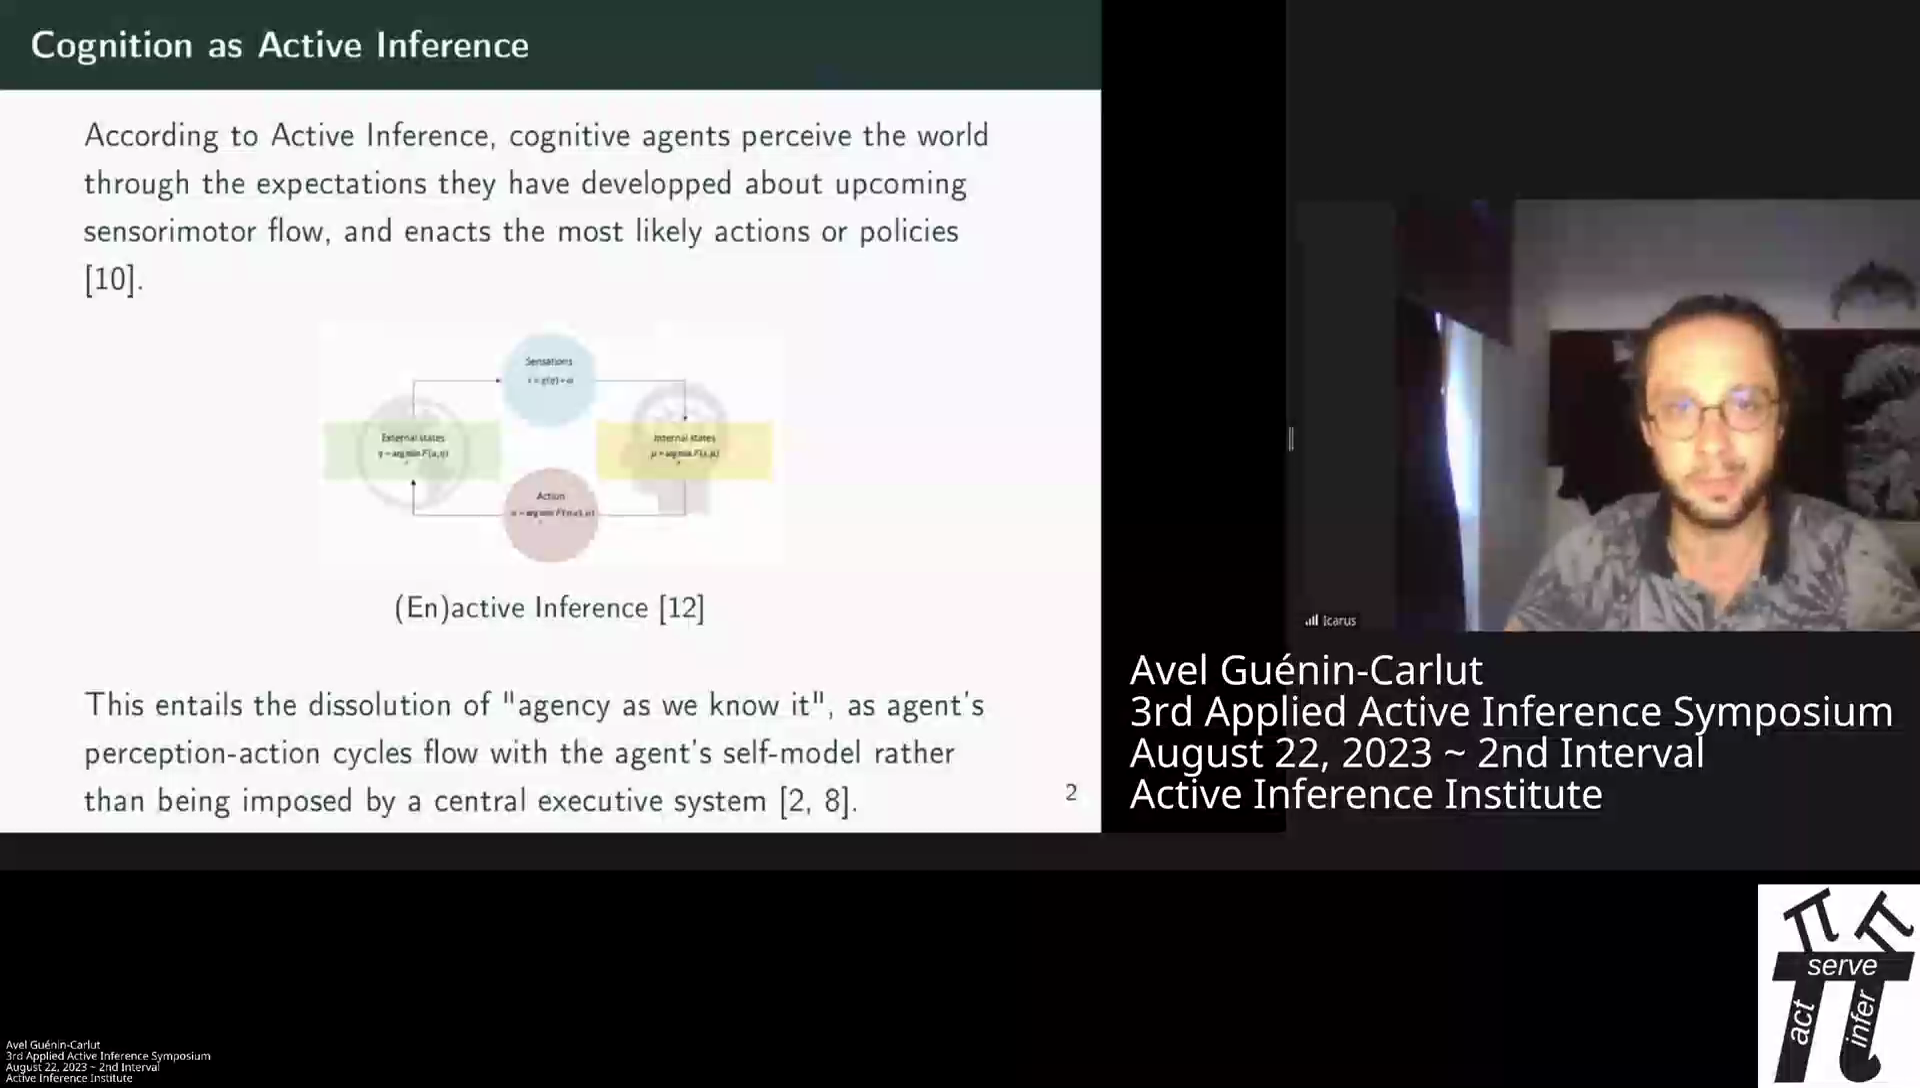 Cognition as Active Inference
According to Active Inference, cognitive agents perceive the world
through the expectations they have developped about upcoming
sensorimotor flow, and enacts the most likely actions or policies
[10].
Sensations
External states
Internal states
Action
(En)active Inference [12]
This entails the dissolution of "agency as we know it", as agent's
perception-action cycles flow with the agent's self-model rather
than being imposed by a central executive system [2, 8].
2
Icarus
Avel Guénin-Carlut
3rd Applied Active Inference Symposium
August 22, 2023 ~ 2nd Interval
Active Inference Institute
serve
act
infer
Avel Guénin-Carlut
3rd Applied Active Inference Symposium
August 22, 2023 ~ 2nd Interval
Active Inference Institute